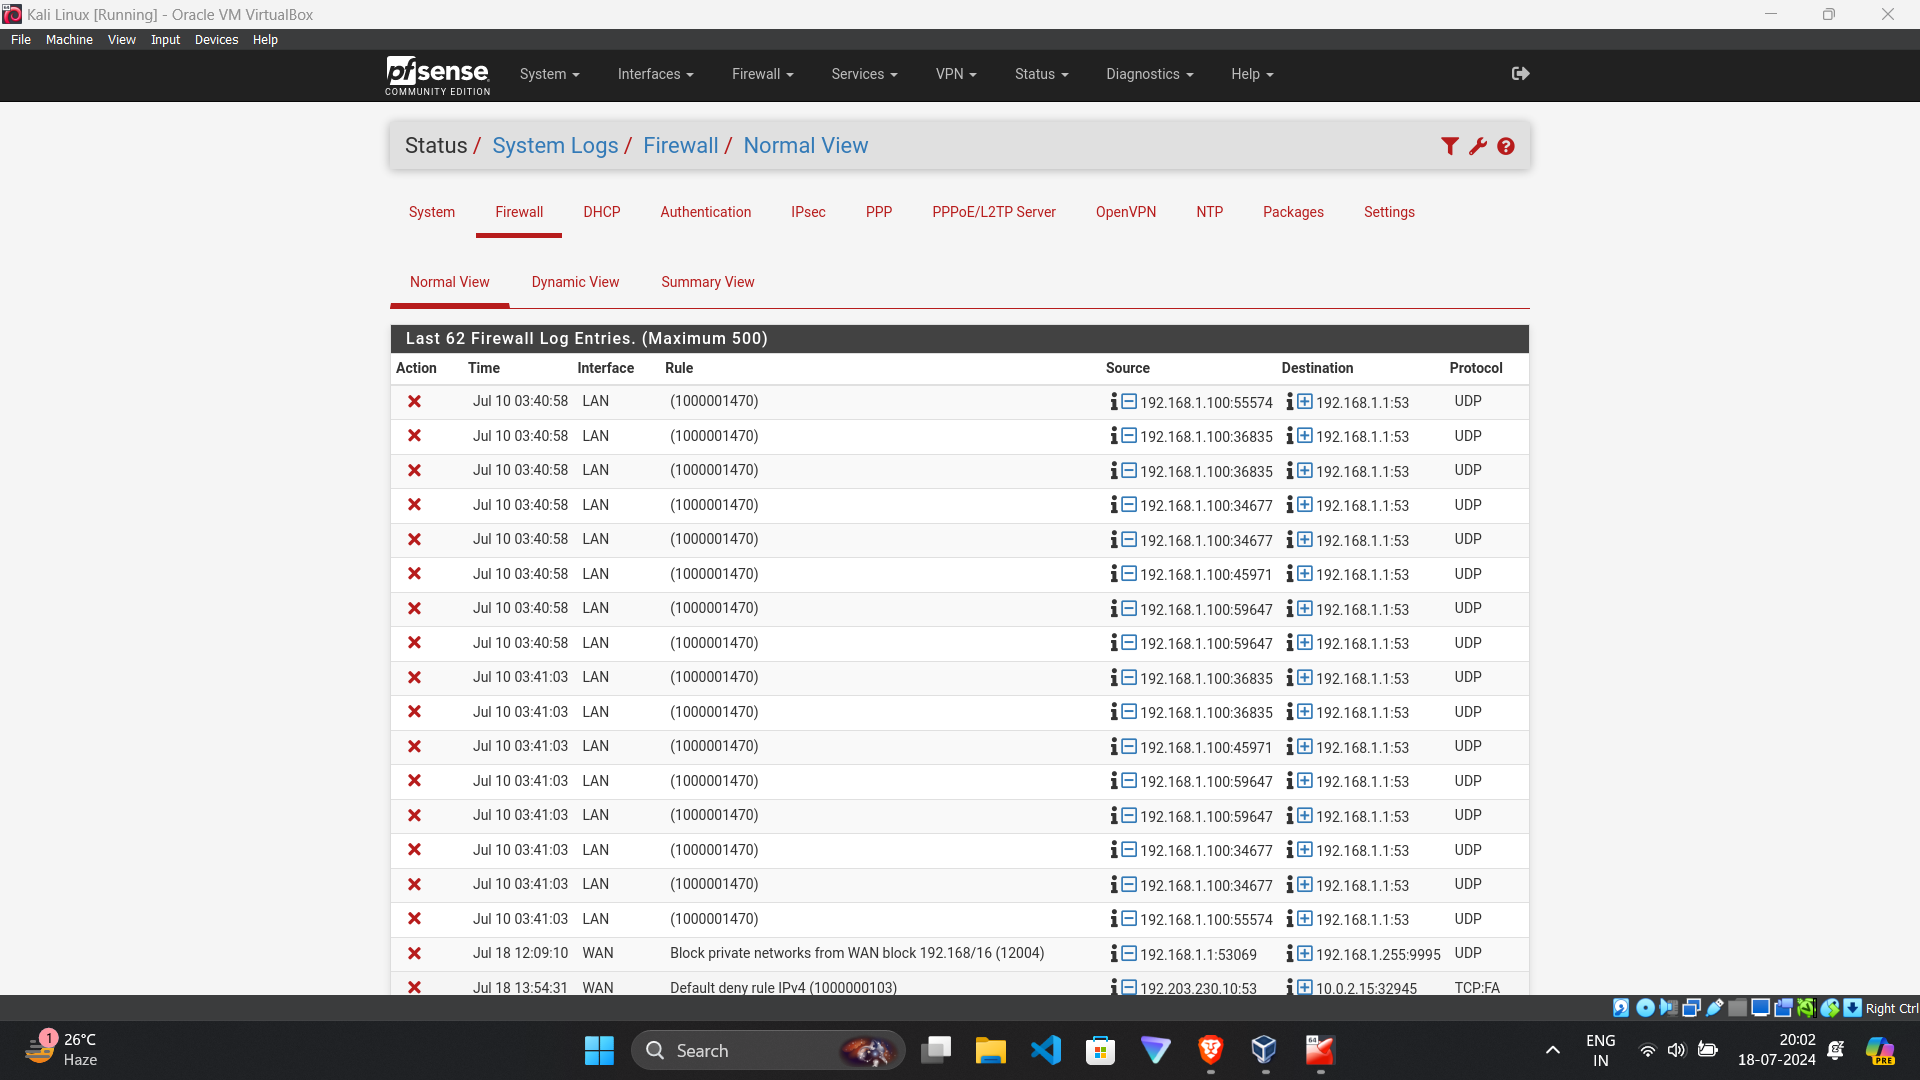 Kali Linux [Running] - Oracle VM VirtualBox
File Machine View Input Devices Help
pfsense System Interfaces Firewall Services VPN Status Diagnostics Help
COMMUNITY EDITION
Status / System Logs / Firewall / Normal View
System Firewall DHCP Authentication IPsec PPP PPPoE/L2TP Server OpenVPN NTP Packages Settings
Normal View Dynamic View Summary View
Last 62 Firewall Log Entries. (Maximum 500)
Action Time Interface Rule Source Destination Protocol
Jul 10 03:40:58 LAN (1000001470) 192.168.1.100:55574 192.168.1.1:53 UDP
Jul 10 03:40:58 LAN (1000001470) 192.168.1.100:36835 192.168.1.1:53 UDP
Jul 10 03:40:58 LAN (1000001470) 192.168.1.100:36835 192.168.1.1:53 UDP
Jul 10 03:40:58 LAN (1000001470) 192.168.1.100:34677 192.168.1.1:53 UDP
Jul 10 03:40:58 LAN (1000001470) 192.168.1.100:34677 192.168.1.1:53 UDP
Jul 10 03:40:58 LAN (1000001470) 192.168.1.100:45971 192.168.1.1:53 UDP
Jul 10 03:40:58 LAN (1000001470) 192.168.1.100:59647 192.168.1.1:53 UDP
Jul 10 03:40:58 LAN (1000001470) 192.168.1.100:59647 192.168.1.1:53 UDP
Jul 10 03:41:03 LAN (1000001470) 192.168.1.100:36835 192.168.1.1:53 UDP
Jul 10 03:41:03 LAN (1000001470) 192.168.1.100:36835 192.168.1.1:53 UDP
Jul 10 03:41:03 LAN (1000001470) 192.168.1.100:45971 192.168.1.1:53 UDP
Jul 10 03:41:03 LAN (1000001470) 192.168.1.100:59647 192.168.1.1:53 UDP
Jul 10 03:41:03 LAN (1000001470) 192.168.1.100:59647 192.168.1.1:53 UDP
Jul 10 03:41:03 LAN (1000001470) 192.168.1.100:34677 192.168.1.1:53 UDP
Jul 10 03:41:03 LAN (1000001470) 192.168.1.100:34677 192.168.1.1:53 UDP
Jul 10 03:41:03 LAN (1000001470) 192.168.1.100:55574 192.168.1.1:53 UDP
Jul 18 12:09:10 WAN Block private networks from WAN block 192.168/16 (12004) 192.168.1.1:53069 192.168.1.255:9995 UDP
Jul 18 13:54:31 WAN Default deny rule IPv4 (1000000103) 192.203.230.10:53 10.0.2.15:32945 TCP:FA
Right Ctrl
1 26°C
Haze
Search
64
PRE
ENG
IN
20:02
18-07-2024